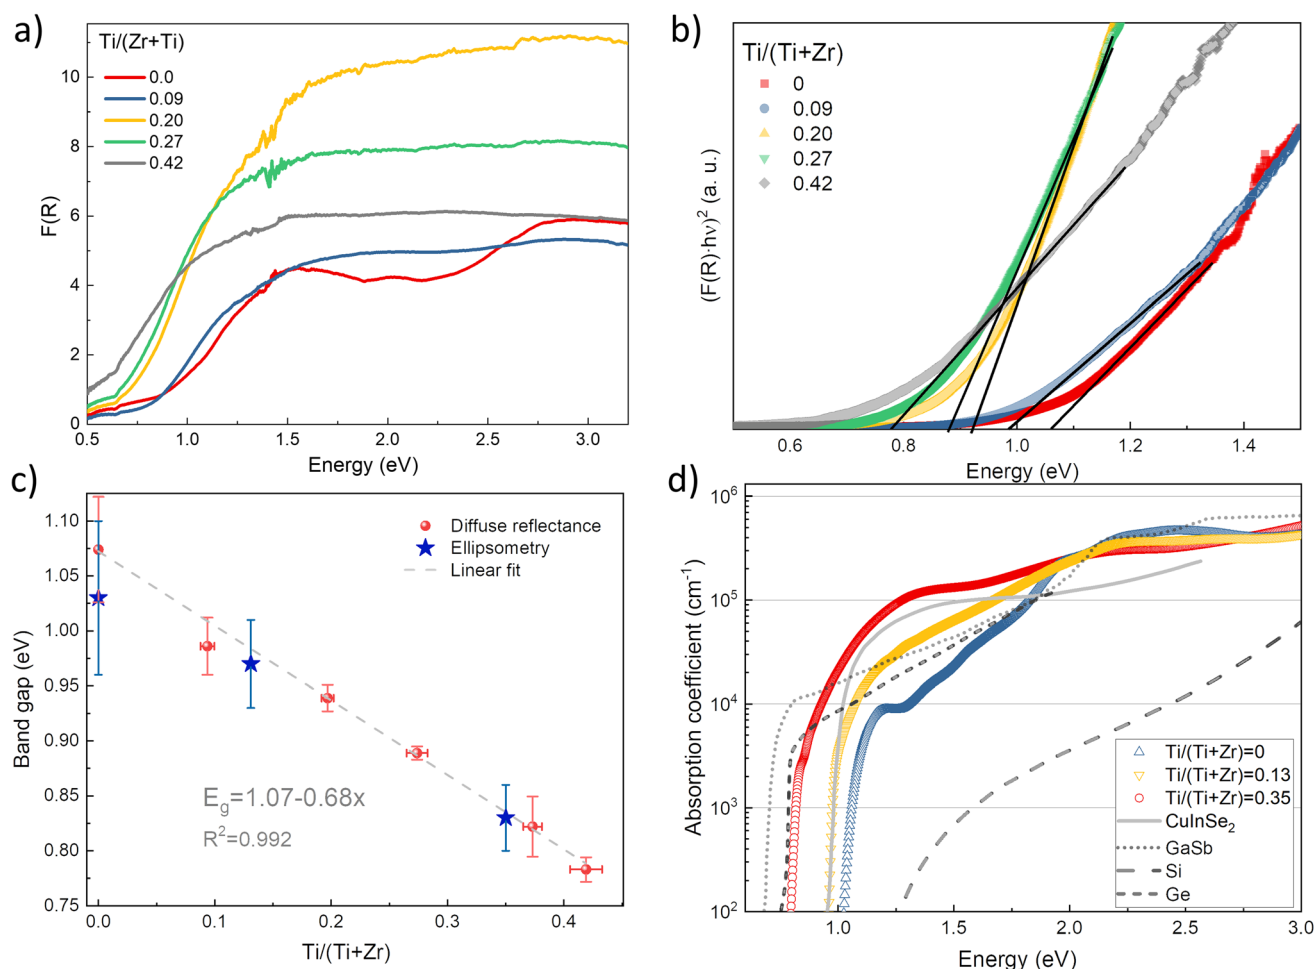 a)
Ti/(Zr+Ti)
0.0
0.09
0.20
0.27
0.42
10
8
6
4
2
0
F(R)
0.5
1.0
1.5
2.0
2.5
3.0
Energy (eV)
b)
Ti/(Ti+Zr)
0
0.09
0.20
0.27
0.42
(F(R)·hν)² (a. u.)
0.6
0.8
1.0
1.2
1.4
Energy (eV)
c)
Diffuse reflectance
Ellipsometry
Linear fit
1.10
1.05
1.00
0.95
0.90
0.85
0.80
0.75
Band gap (eV)
E_g=1.07-0.68x
R²=0.992
0.0
0.1
0.2
0.3
0.4
Ti/(Ti+Zr)
d)
10⁶
10⁵
10⁴
10³
10²
Absorption coefficient (cm⁻¹)
Ti/(Ti+Zr)=0
Ti/(Ti+Zr)=0.13
Ti/(Ti+Zr)=0.35
CuInSe₂
GaSb
Si
Ge
1.0
1.5
2.0
2.5
3.0
Energy (eV)